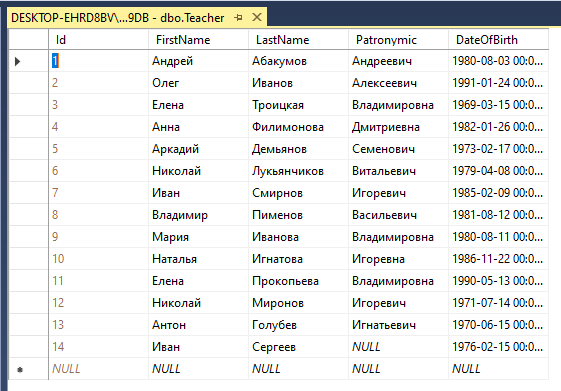 DESKTOP-EHRD8BV\...9DB - dbo.Teacher
Id FirstName LastName Patronymic DateOfBirth
1 Андрей Абакумов Андреевич 1980-08-03 00:0...
2 Олег Иванов Алексеевич 1991-01-24 00:0...
3 Елена Троицкая Владимировна 1969-03-15 00:0...
4 Анна Филимонова Дмитриевна 1982-01-26 00:0...
5 Аркадий Демьянов Семенович 1973-02-17 00:0...
6 Николай Лукьянчиков Витальевич 1979-04-08 00:0...
7 Иван Смирнов Игоревич 1985-02-09 00:0...
8 Владимир Пименов Васильевич 1981-08-12 00:0...
9 Мария Иванова Владимировна 1980-08-11 00:0...
10 Наталья Игнатова Игоревна 1986-11-22 00:0...
11 Елена Прокопьева Владимировна 1990-05-13 00:0...
12 Николай Миронов Игоревич 1971-07-14 00:0...
13 Антон Голубев Игнатьевич 1970-06-15 00:0...
14 Иван Сергеев NULL 1976-02-15 00:0...
NULL NULL NULL NULL NULL